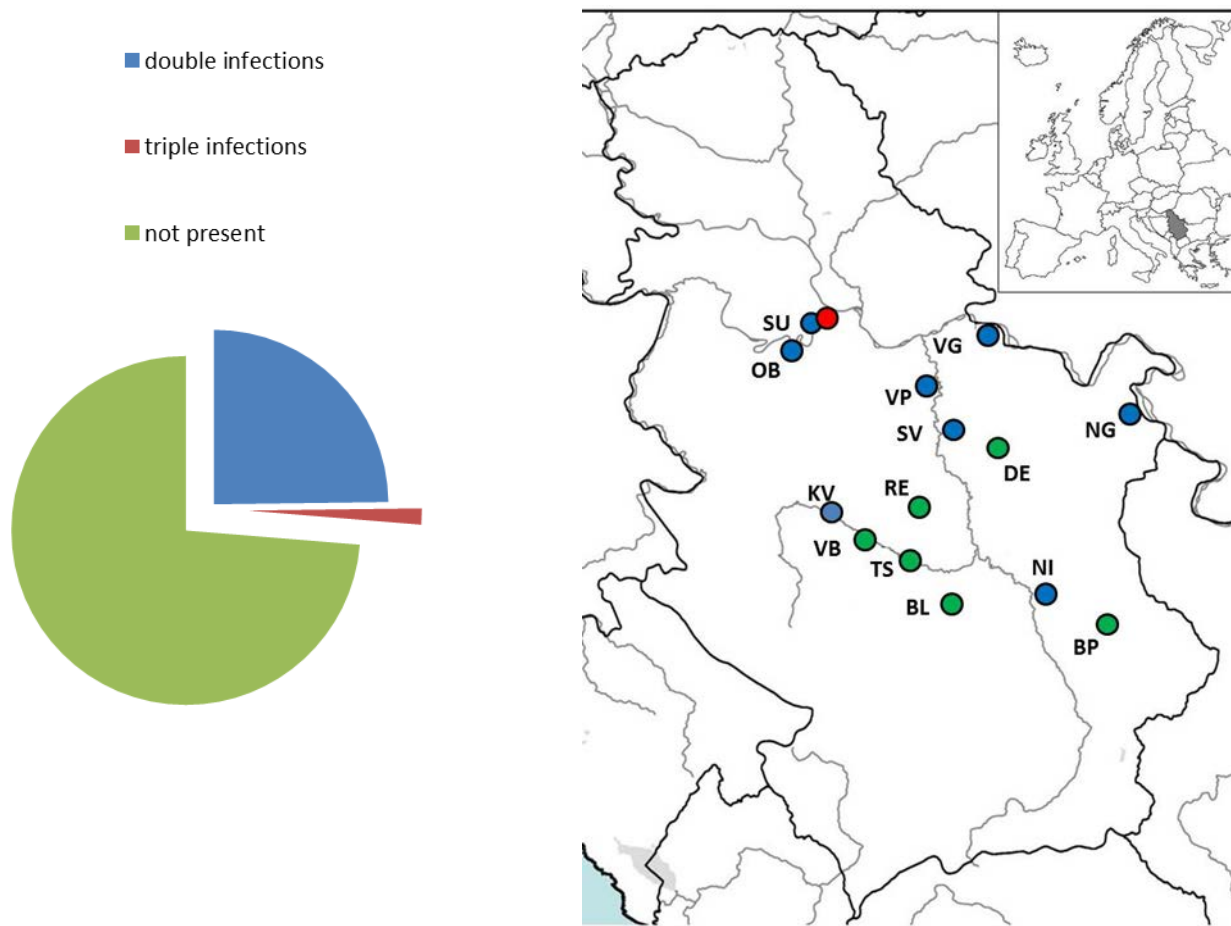 double infections
triple infections
not present
SU
OB
VG
VP
SV
NG
DE
RE
KV
VB
TS
NI
BL
BP